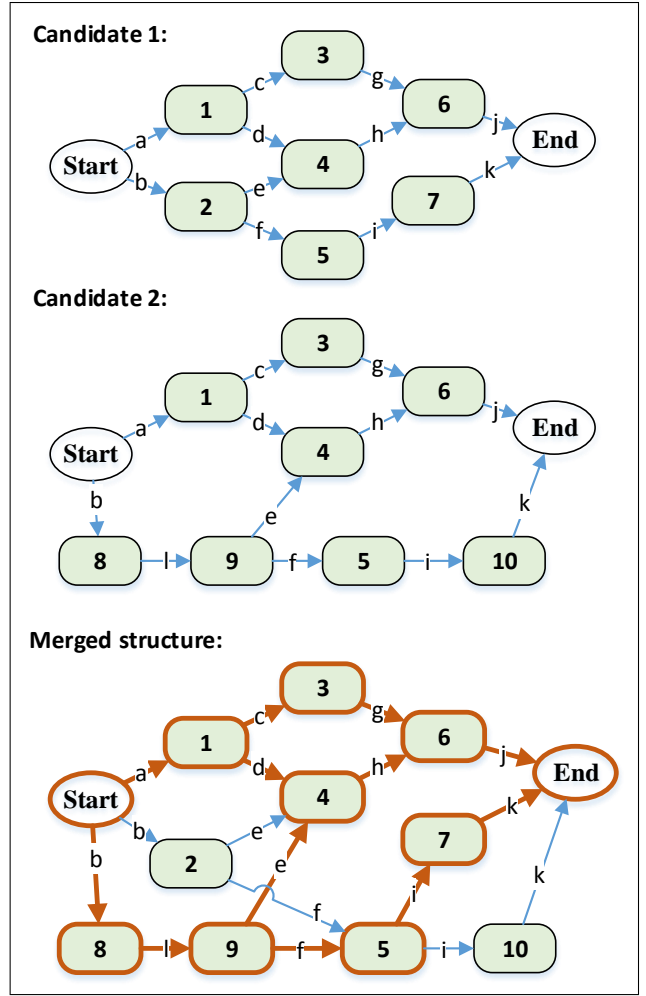 Candidate 1:
3
c
g
1
6
a
d
h
j
Start
4
End
b
e
k
2
7
f
i
5
Candidate 2:
3
c
g
1
6
a
d
h
j
Start
4
End
b
e
k
8
l
9
f
5
i
10
Merged structure:
3
c
g
1
6
a
d
h
j
Start
4
End
b
e
k
b
2
e
7
i
f
k
8
l
9
f
5
i
10